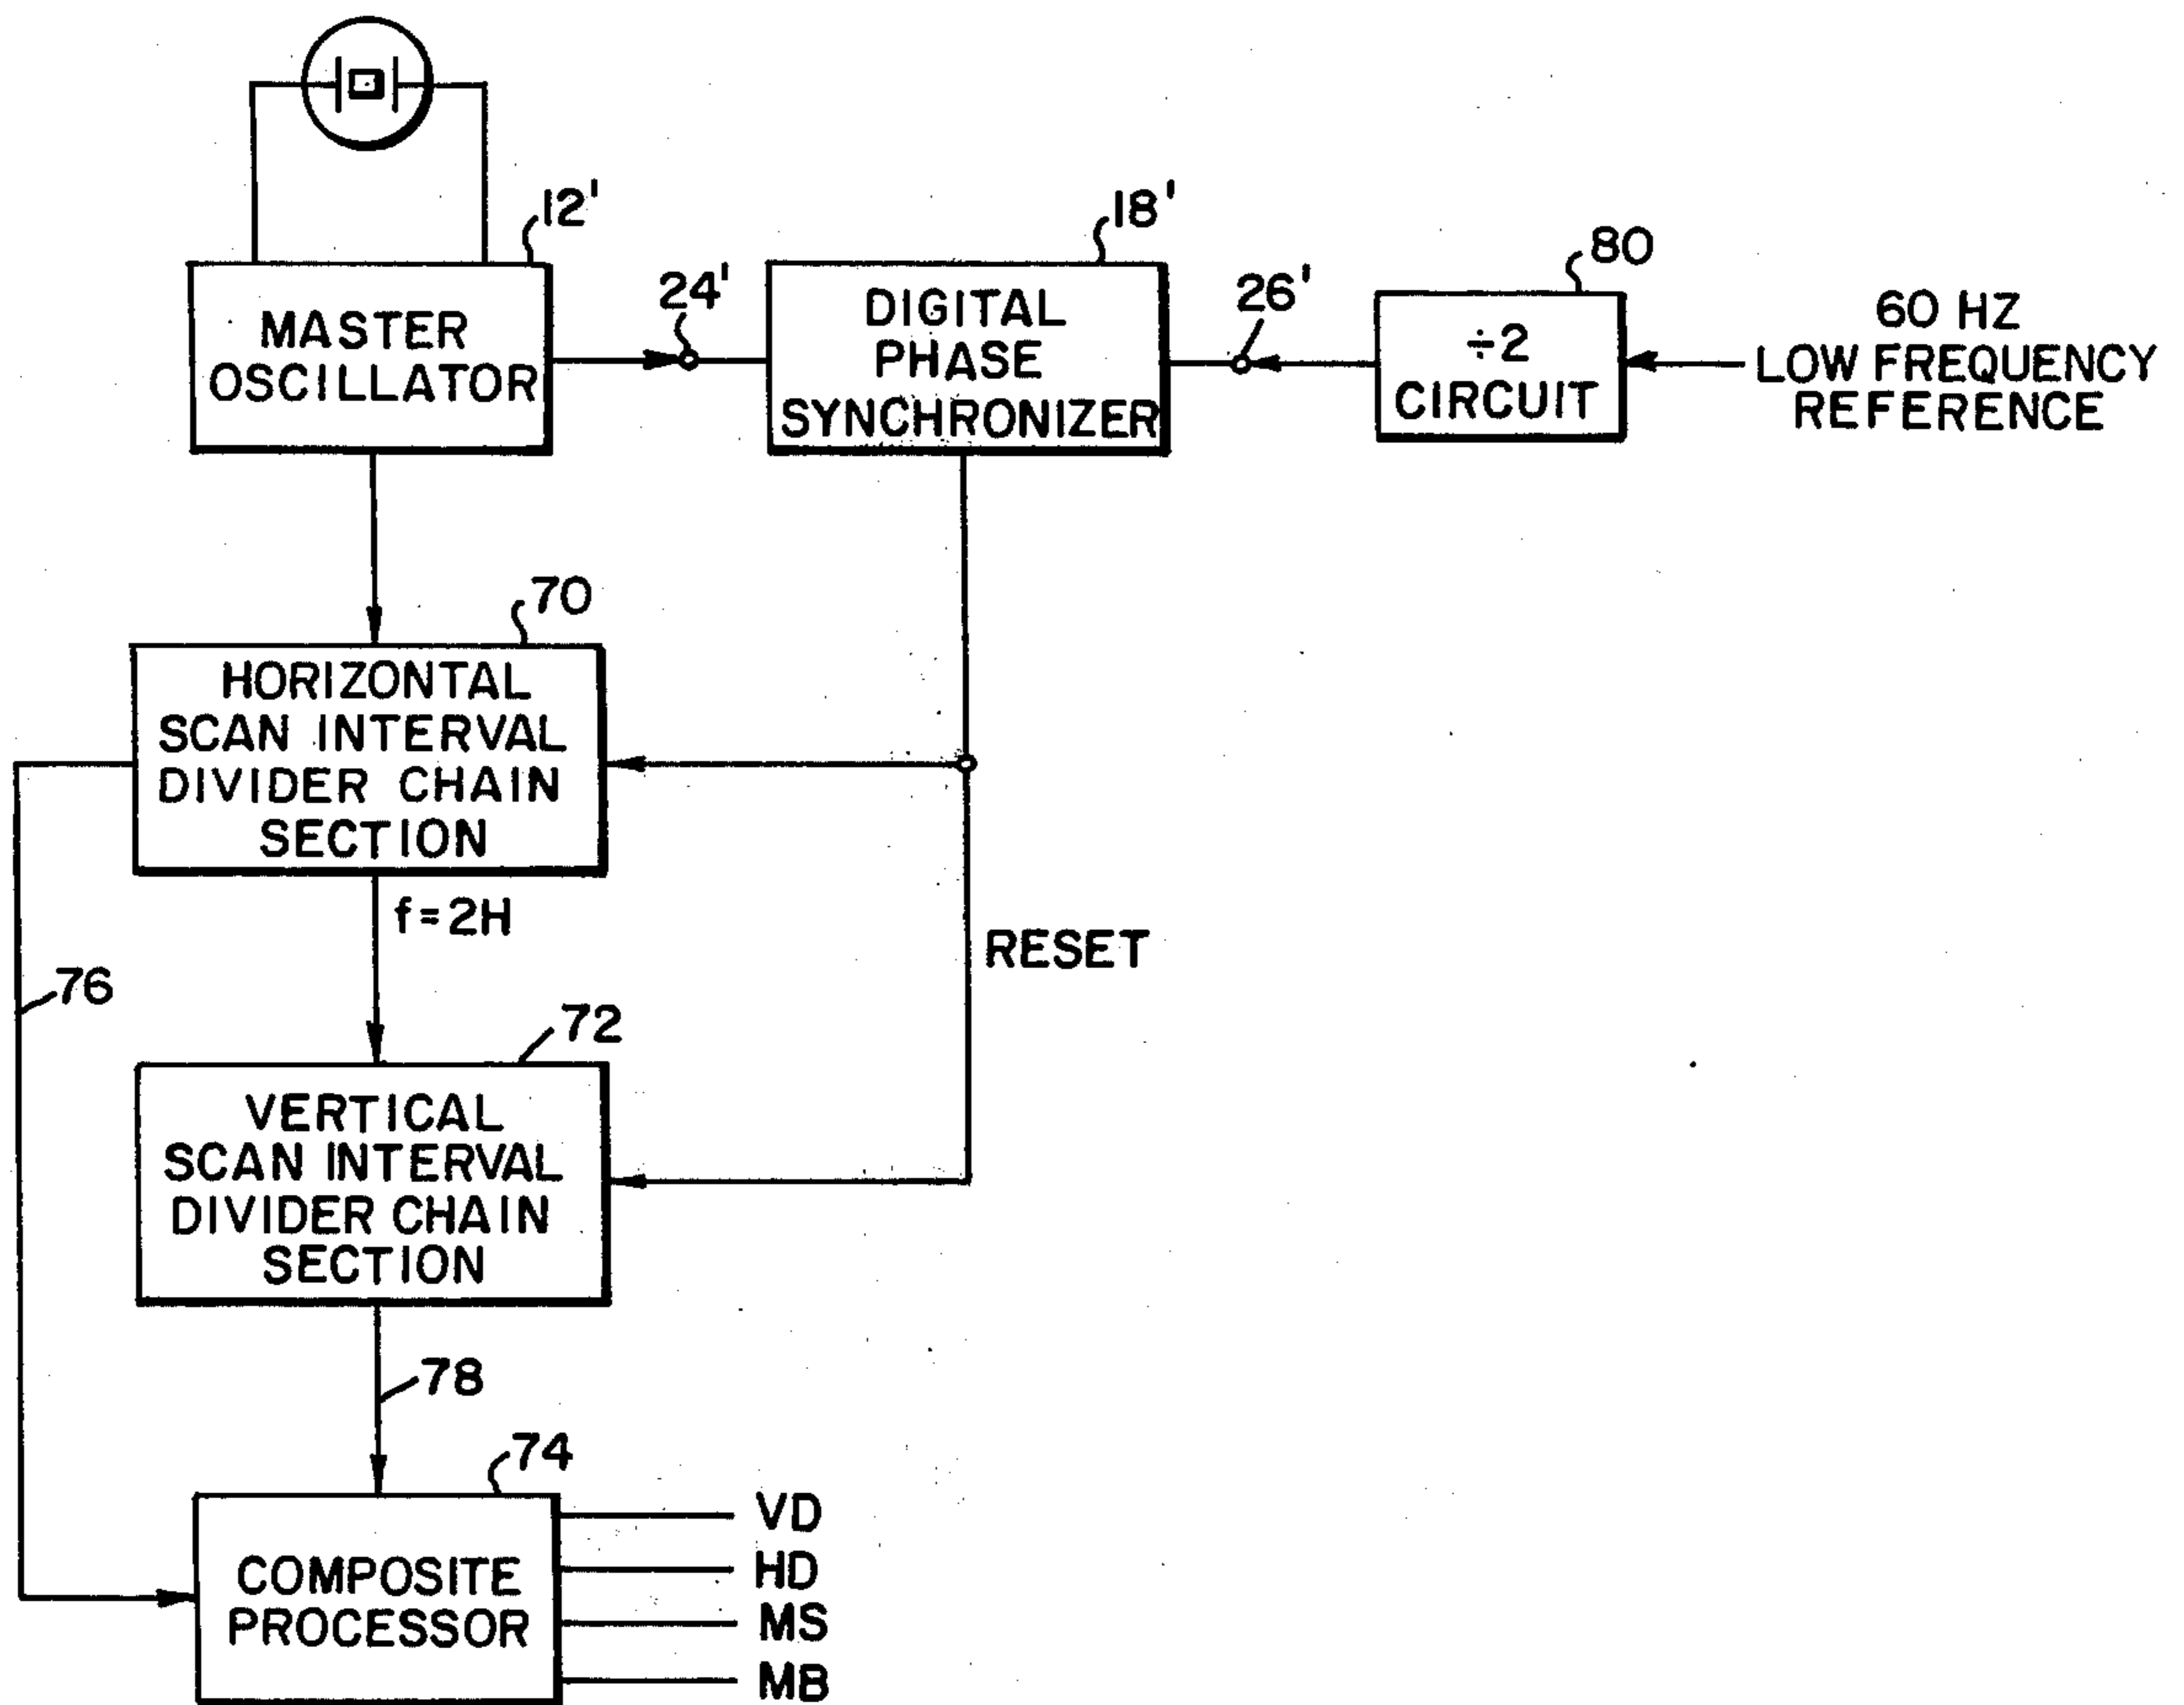 12'
MASTER
OSCILLATOR
24'
18'
DIGITAL
PHASE
SYNCHRONIZER
26'
80
÷2
CIRCUIT
60 HZ
LOW FREQUENCY
REFERENCE
70
HORIZONTAL
SCAN INTERVAL
DIVIDER CHAIN
SECTION
f=2H
RESET
76
72
VERTICAL
SCAN INTERVAL
DIVIDER CHAIN
SECTION
78
74
COMPOSITE
PROCESSOR
VD
HD
MS
MB